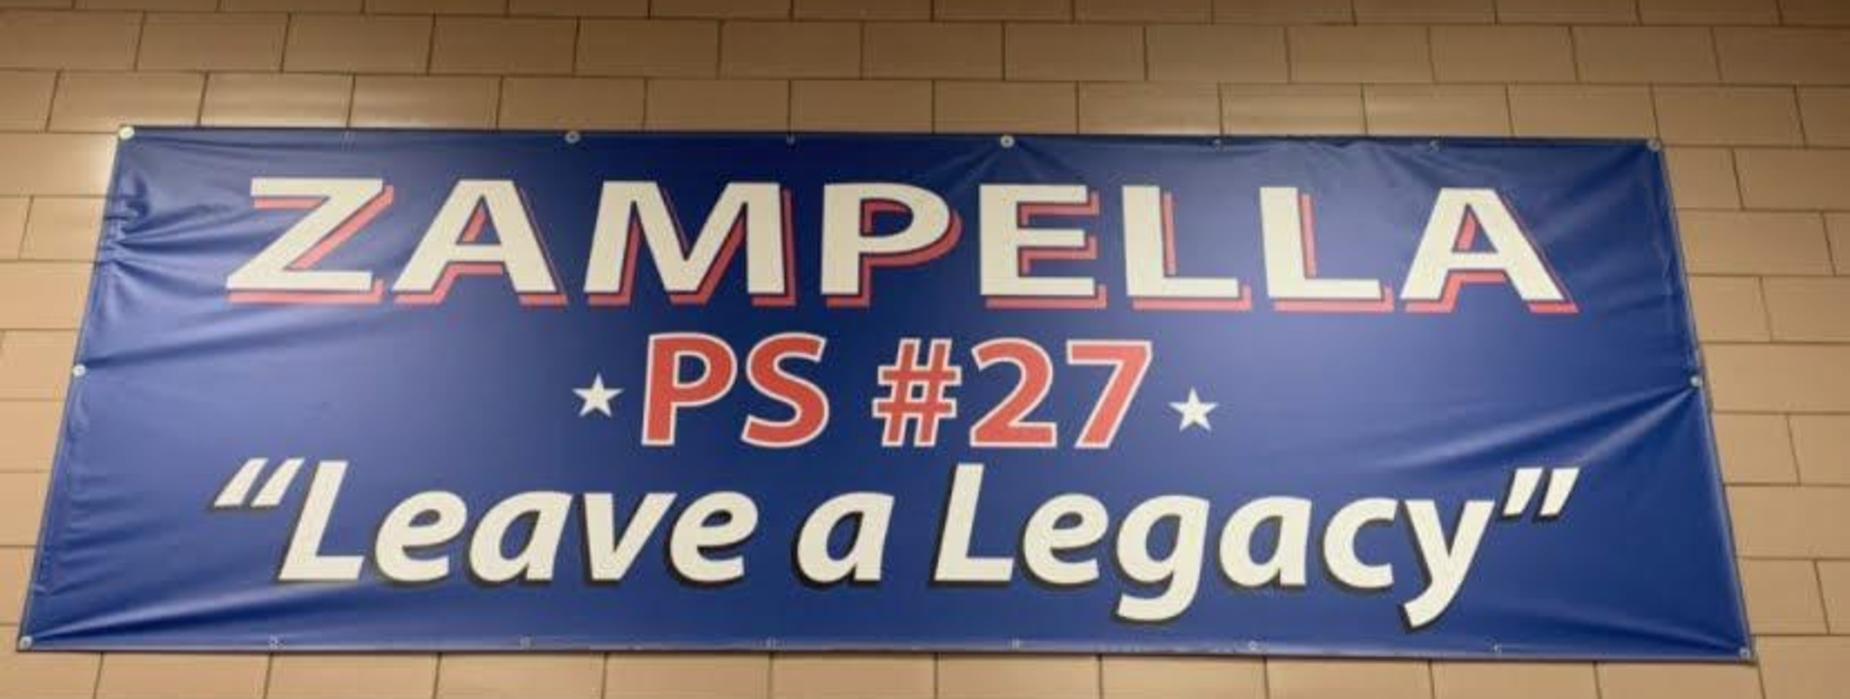 ZAMPELLA
PS #27
“Leave a Legacy”